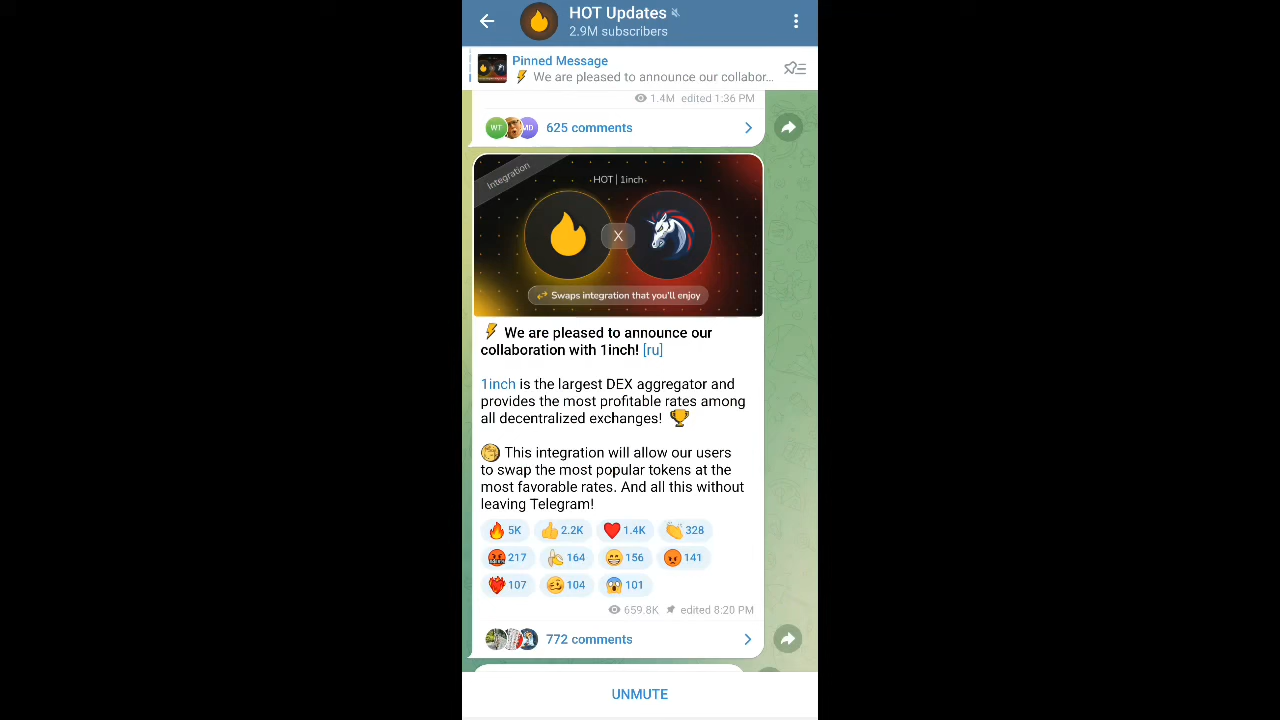 HOT Updates
2.9M subscribers
Pinned Message
⚡ We are pleased to announce our collabor...
1.4M edited 1:36 PM
WT MD 625 comments
Integration
HOT | 1inch
X
Swaps integration that you'll enjoy
⚡ We are pleased to announce our
collaboration with 1inch! [ru]
1inch is the largest DEX aggregator and
provides the most profitable rates among
all decentralized exchanges! 🏆
🪙 This integration will allow our users
to swap the most popular tokens at the
most favorable rates. And all this without
leaving Telegram!
🔥 5K 👍 2.2K ❤️ 1.4K 👏 328
🤬 217 🍌 164 😁 156 😡 141
❤️‍🔥 107 🥴 104 😱 101
659.8K edited 8:20 PM
772 comments
UNMUTE